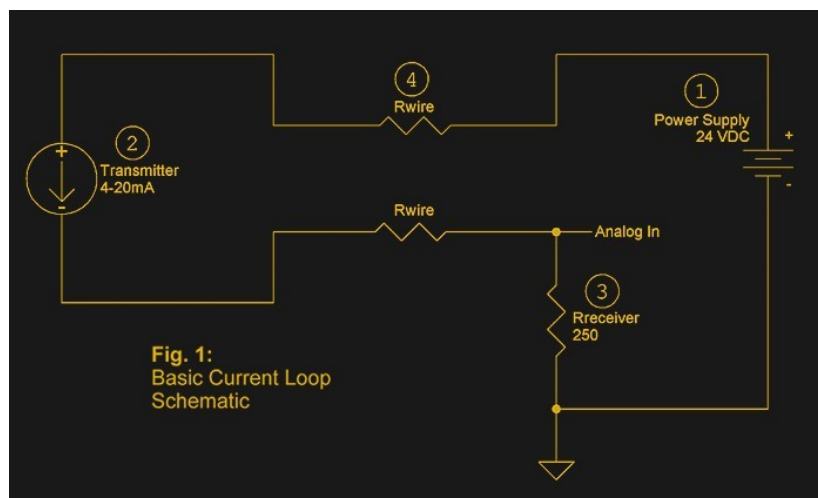 4
Rwire
1
Power Supply
24 VDC
+
-
2
+
Transmitter
4-20mA
-
Rwire
Analog In
3
Rreceiver
250
Fig. 1:
Basic Current Loop
Schematic